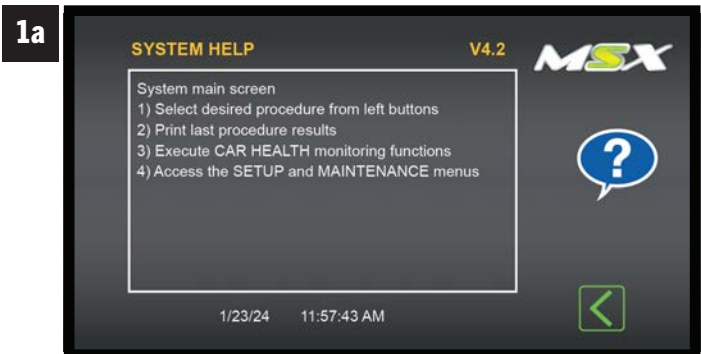 1a
SYSTEM HELP V4.2
MSX
System main screen
1) Select desired procedure from left buttons
2) Print last procedure results
3) Execute CAR HEALTH monitoring functions
4) Access the SETUP and MAINTENANCE menus
?
1/23/24 11:57:43 AM